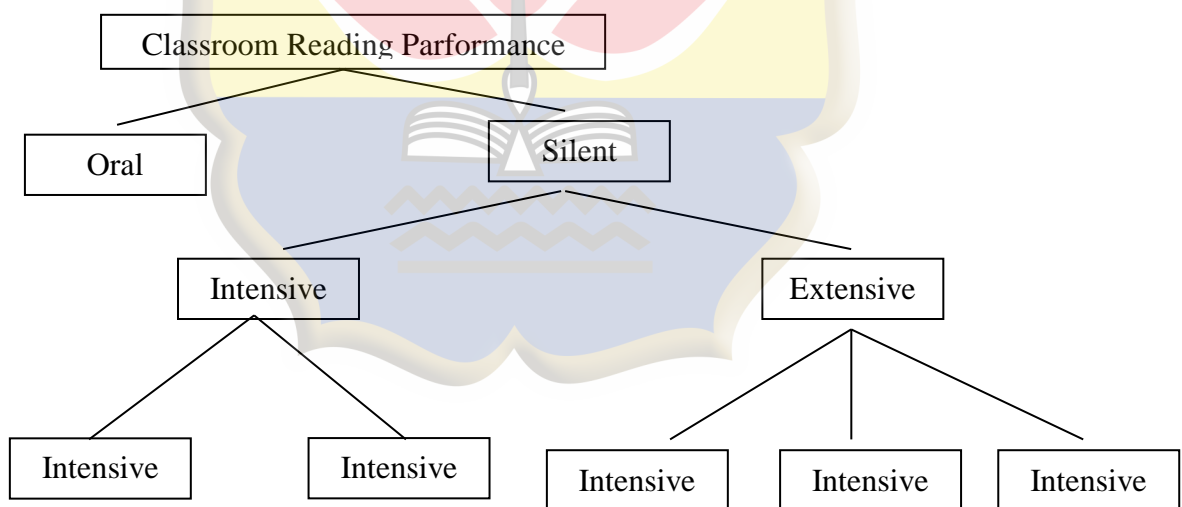 Classroom Reading Parformance
Oral
Silent
Intensive
Extensive
Intensive
Intensive
Intensive
Intensive
Intensive